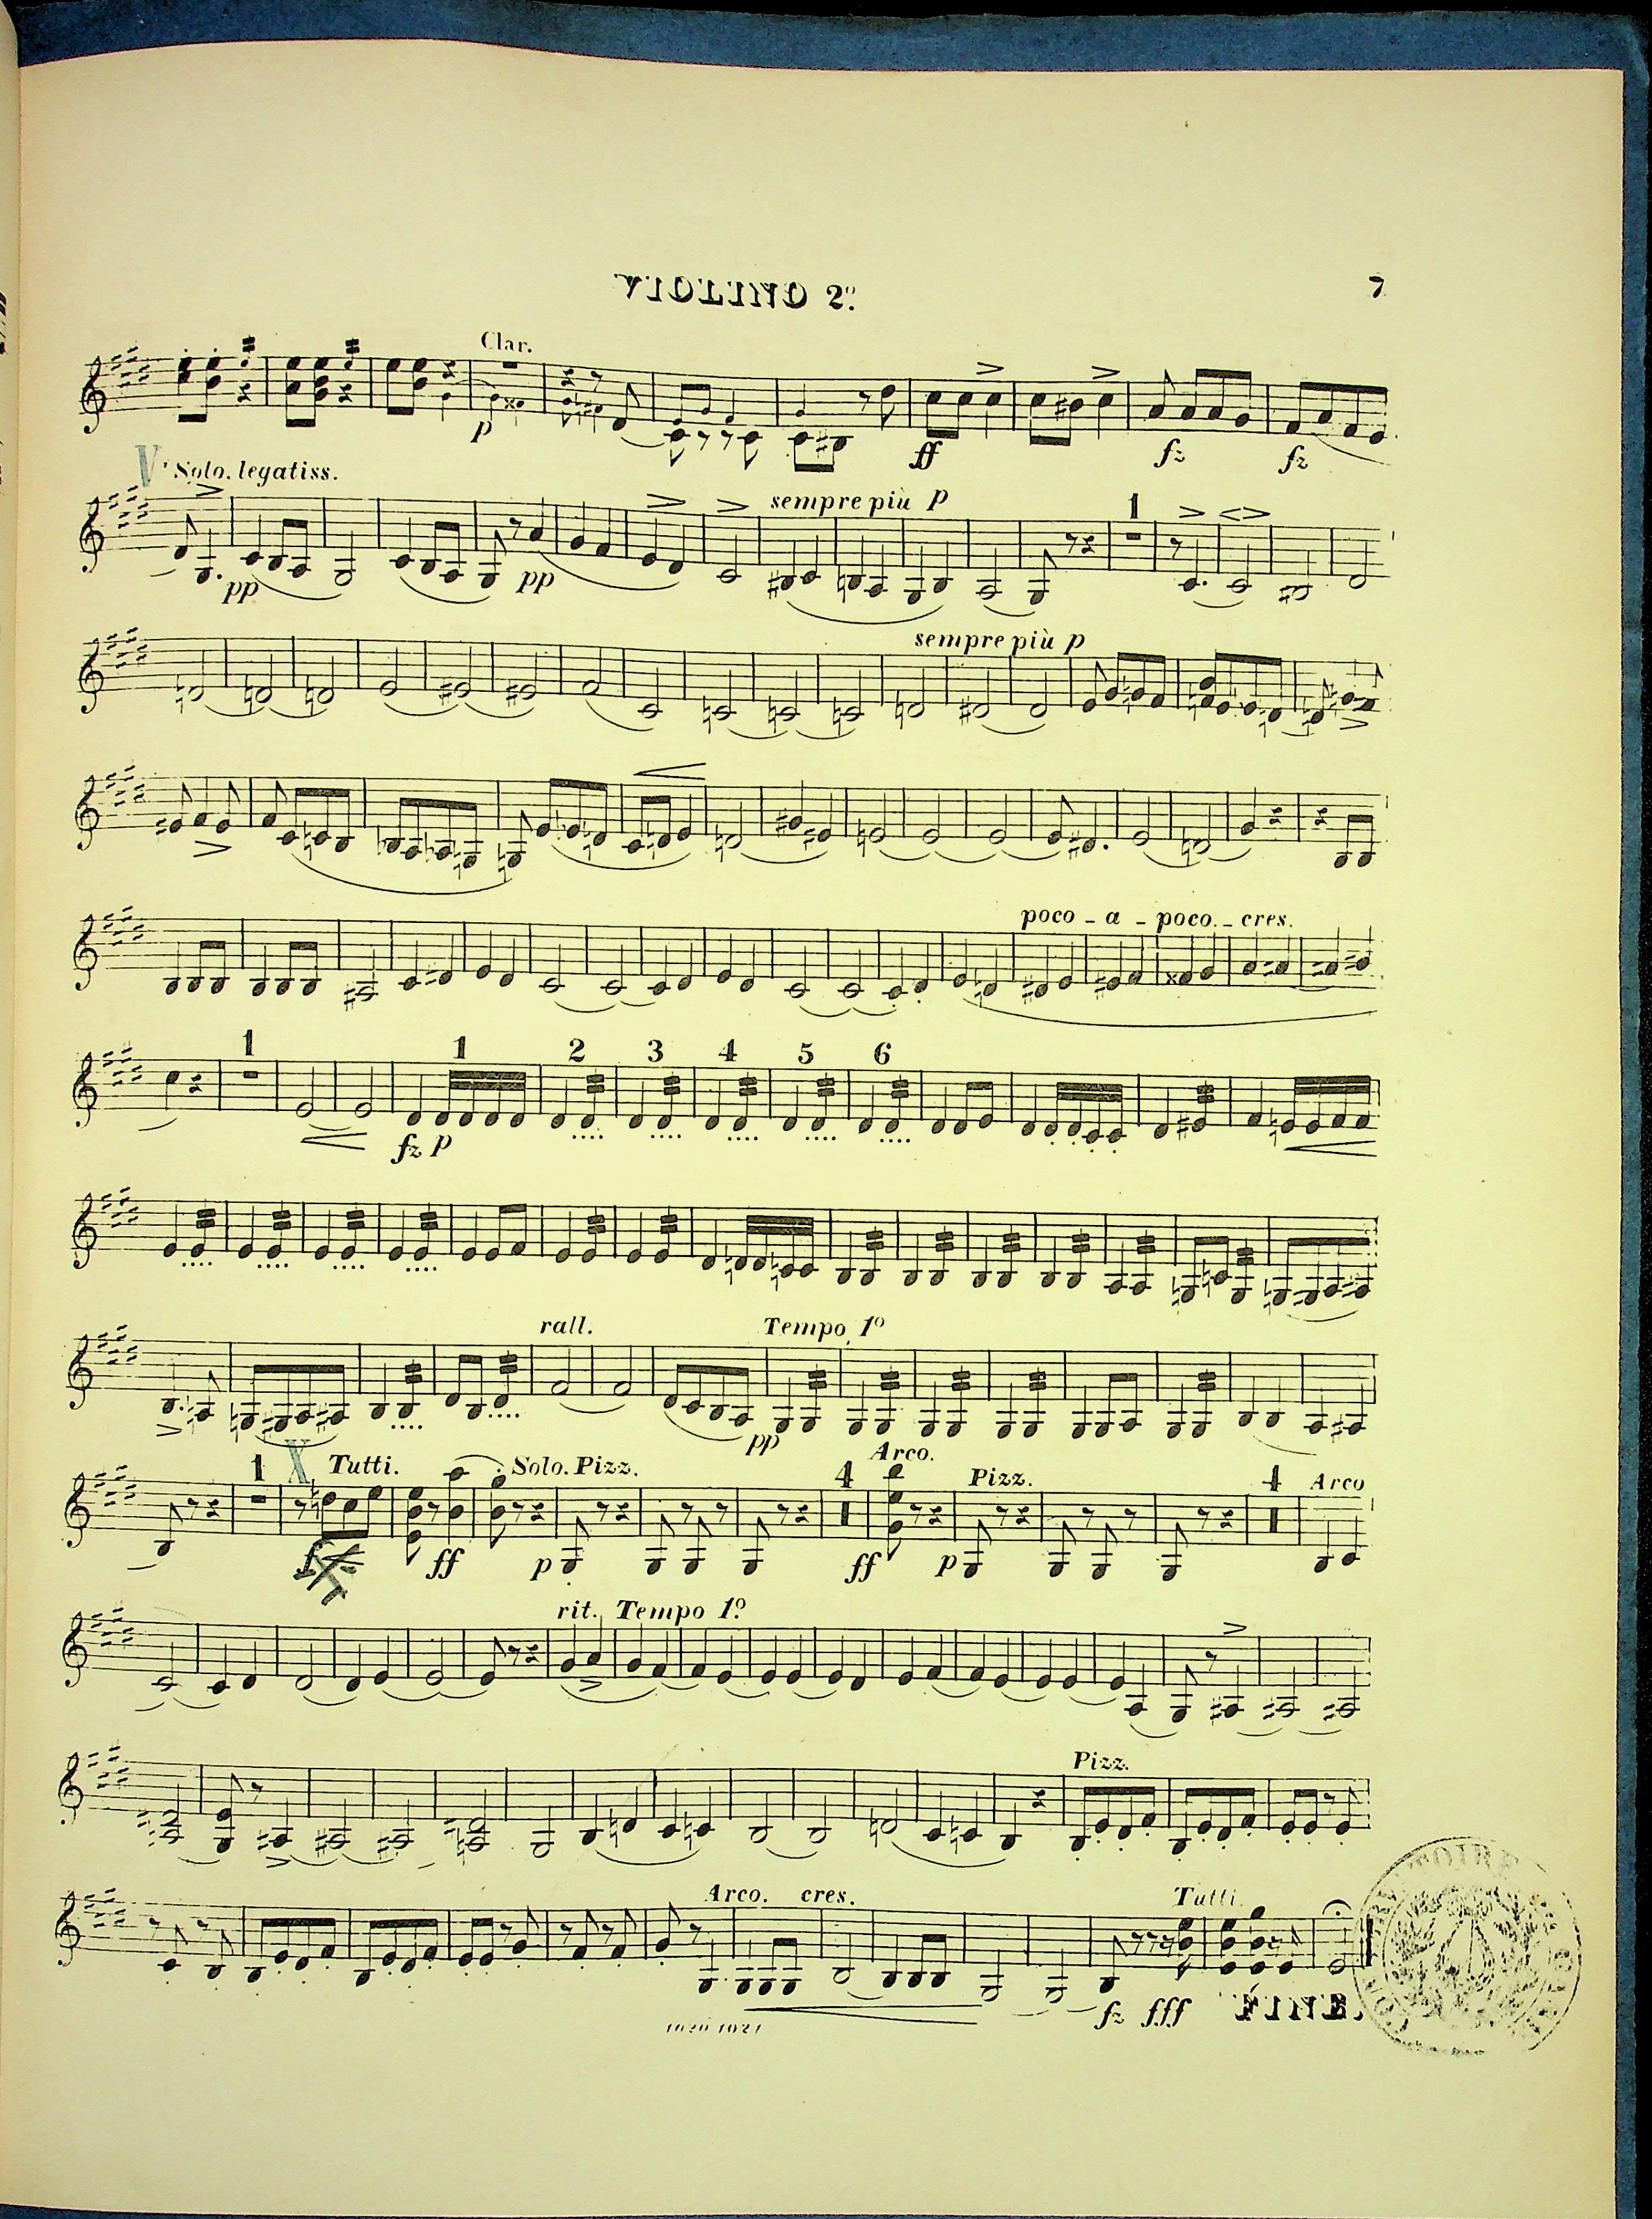 VIOLINO 2º.
7
Clar.
p ff fz fz
V Solo. legatiss. sempre più p 1
pp pp
sempre più p
poco - a - poco. - cres.
1 1 2 3 4 5 6
fz p
rall. Tempo 1º
pp
1 X Tutti. Solo. Pizz. 4 Arco. Pizz. 4 Arco
f ff p ff p
rit. Tempo 1º.
Pizz.
Arco. cres. Tutti.
fz fff FINE.